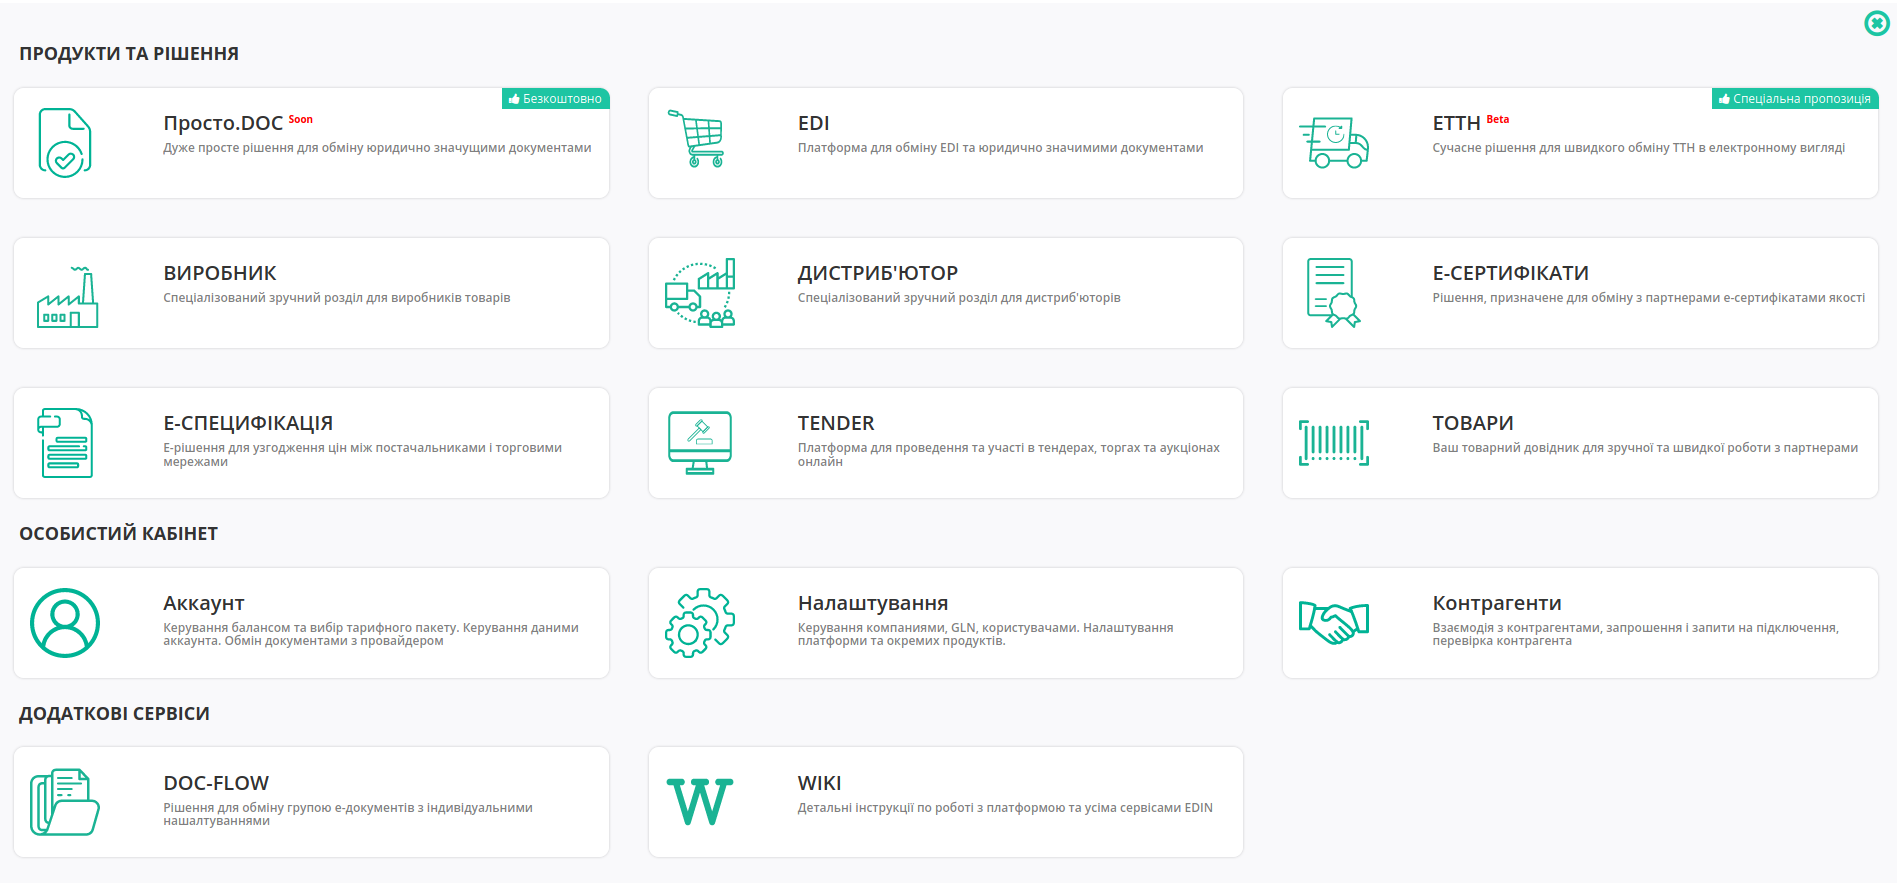 ПРОДУКТИ ТА РІШЕННЯ
Безкоштовно
Просто.DOC Soon
Дуже просте рішення для обміну юридично значущими документами
EDI
Платформа для обміну EDI та юридично значимими документами
Спеціальна пропозиція
ЕТТН Beta
Сучасне рішення для швидкого обміну ТТН в електронному вигляді
ВИРОБНИК
Спеціалізований зручний розділ для виробників товарів
ДИСТРИБ'ЮТОР
Спеціалізований зручний розділ для дистриб'юторів
Е-СЕРТИФІКАТИ
Рішення, призначене для обміну з партнерами е-сертифікатами якості
Е-СПЕЦИФІКАЦІЯ
Е-рішення для узгодження цін між постачальниками і торговими
мережами
TENDER
Платформа для проведення та участі в тендерах, торгах та аукціонах
онлайн
ТОВАРИ
Ваш товарний довідник для зручної та швидкої роботи з партнерами
ОСОБИСТИЙ КАБІНЕТ
Аккаунт
Керування балансом та вибір тарифного пакету. Керування даними
аккаунта. Обмін документами з провайдером
Налаштування
Керування компаніями, GLN, користувачами. Налаштування
платформи та окремих продуктів.
Контрагенти
Взаємодія з контрагентами, запрошення і запити на підключення,
перевірка контрагента
ДОДАТКОВІ СЕРВІСИ
DOC-FLOW
Рішення для обміну групою е-документів з індивідуальними
нашалтуваннями
W
WIKI
Детальні інструкції по роботі з платформою та усіма сервісами EDIN